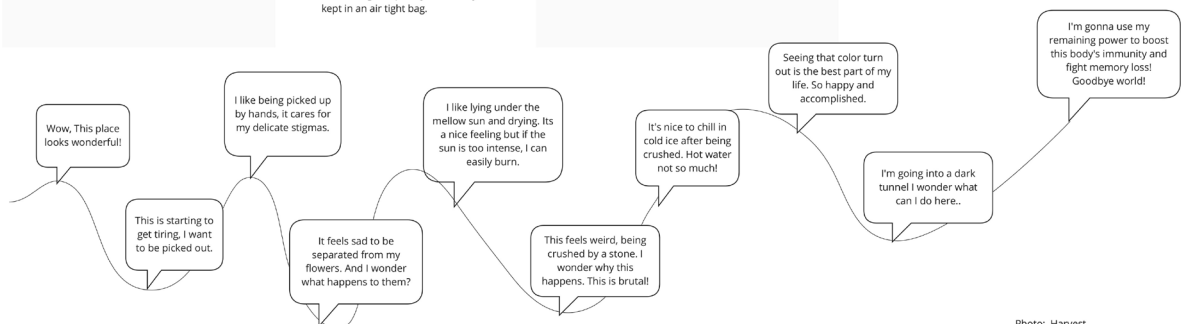 kept in an air tight bag.
Wow, This place
looks wonderful!
This is starting to
get tiring, I want
to be picked out.
I like being picked up
by hands, it cares for
my delicate stigmas.
It feels sad to be
separated from my
flowers. And I wonder
what happens to them?
I like lying under the
mellow sun and drying. Its
a nice feeling but if the
sun is too intense, I can
easily burn.
This feels weird, being
crushed by a stone. I
wonder why this
happens. This is brutal!
It's nice to chill in
cold ice after being
crushed. Hot water
not so much!
Seeing that color turn
out is the best part of my
life. So happy and
accomplished.
I'm going into a dark
tunnel I wonder what
can I do here..
I'm gonna use my
remaining power to boost
this body's immunity and
fight memory loss!
Goodbye world!
Photo: Harvest